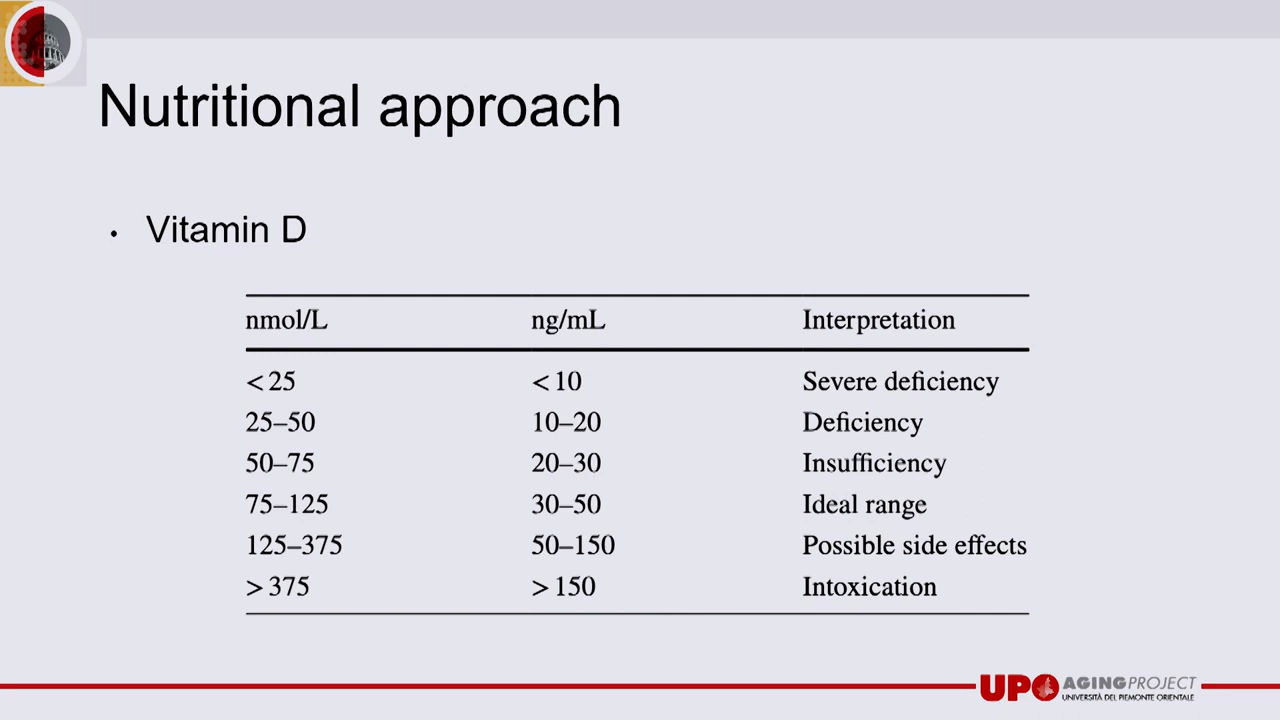 Nutritional approach
• Vitamin D
nmol/L ng/mL Interpretation
<25 <10 Severe deficiency
25–50 10–20 Deficiency
50–75 20–30 Insufficiency
75–125 30–50 Ideal range
125–375 50–150 Possible side effects
>375 >150 Intoxication
UPO AGINGPROJECT
UNIVERSITÀ DEL PIEMONTE ORIENTALE